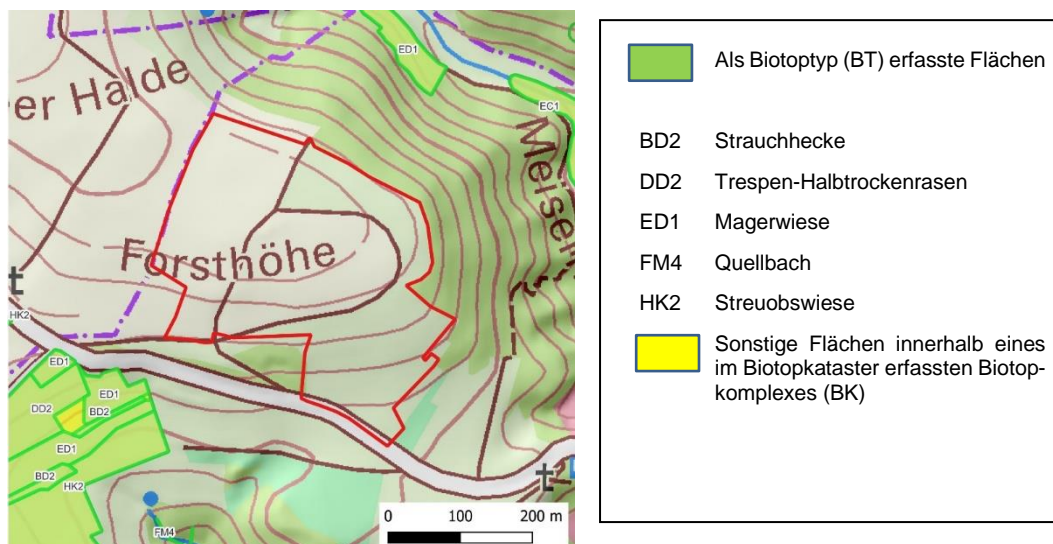 ED1
er Halde
EC1
Meisen
Forsthöhe
t
HK2
ED1
ED1
DD2
BD2
ED1
BD2
HK2
t
FM4
0 100 200 m
Als Biotoptyp (BT) erfasste Flächen
BD2 Strauchhecke
DD2 Trespen-Halbtrockenrasen
ED1 Magerwiese
FM4 Quellbach
HK2 Streuobswiese
Sonstige Flächen innerhalb eines
im Biotopkataster erfassten Biotop-
komplexes (BK)